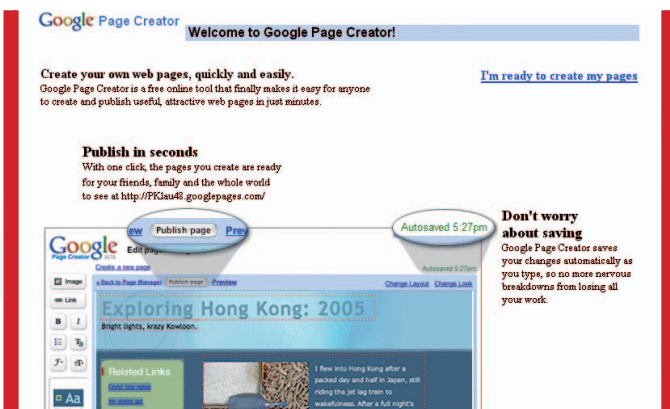 Google Page Creator
Welcome to Google Page Creator!
Create your own web pages, quickly and easily.
Google Page Creator is a free online tool that finally makes it easy for anyone
to create and publish useful, attractive web pages in just minutes.
I'm ready to create my pages
Publish in seconds
With one click, the pages you create are ready
for your friends, family and the whole world
to see at http://PKlau48.googlepages.com/
Don't worry
about saving
Google Page Creator saves
your changes automatically as
you type, so no more nervous
breakdowns from losing all
your work.
ew Publish page Prev
Autosaved 5:27pm
Google
Page Creator BETA
Edit
Create a new page
Autosaved 5:27pm
« Back to Page Manager Publish page Preview
Change Layout Change Look
Image
Link
B I
Aa
Exploring Hong Kong: 2005
Bright lights, krazy Kowloon.
Related Links
I flew into Hong Kong after a
packed day and half in Japan, still
riding the jet lag train to
wakefulness. After a full night's